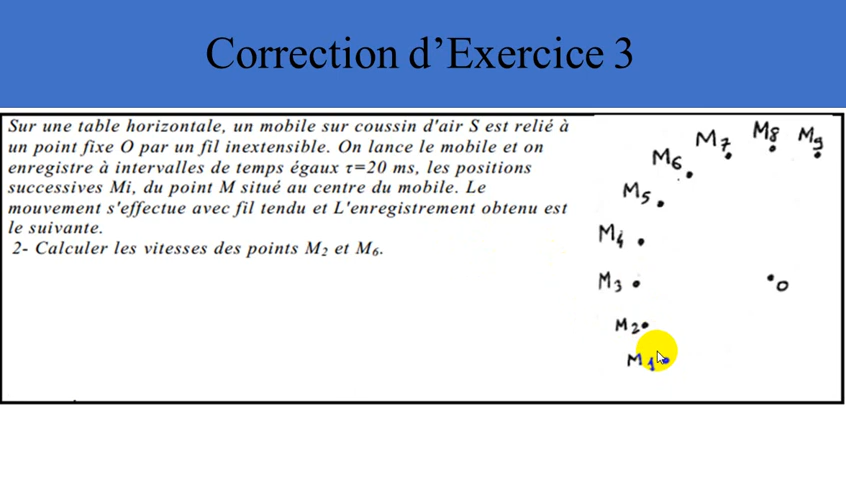 Correction d'Exercice 3
Sur une table horizontale, un mobile sur coussin d'air S est relié à
un point fixe O par un fil inextensible. On lance le mobile et on
enregistre à intervalles de temps égaux τ=20 ms, les positions
successives Mi, du point M situé au centre du mobile. Le
mouvement s'effectue avec fil tendu et L'enregistrement obtenu est
le suivante.
2- Calculer les vitesses des points M2 et M6.
M9
M8
M7
M6
M5
M4
M3
O
M2
M1